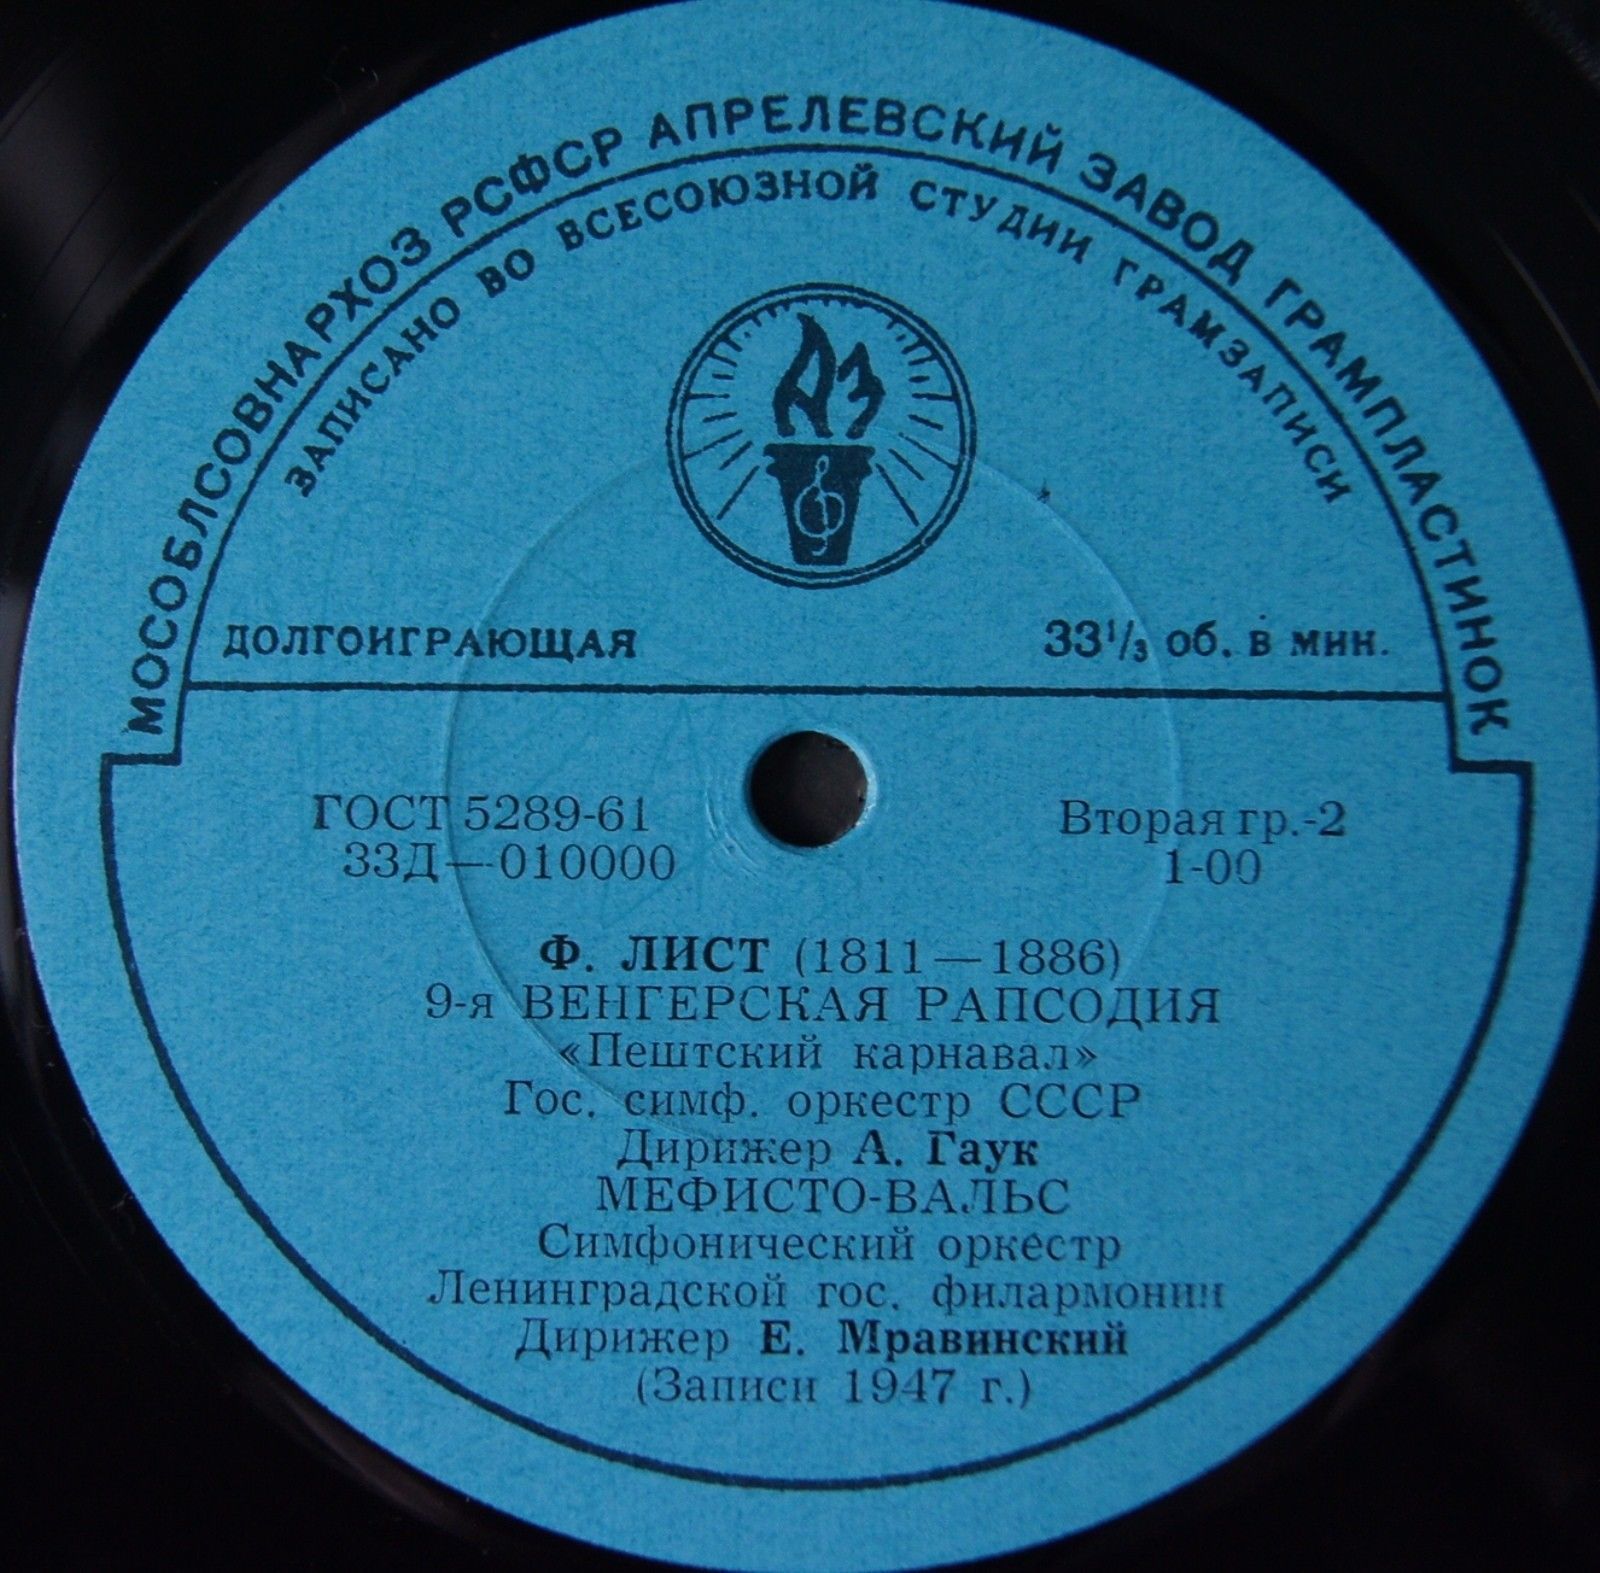 МОСОБЛСОВНАРХОЗ РСФСР АПРЕЛЕВСКИЙ ЗАВОД ГРАМПЛАСТИНОК
ЗАПИСАНО ВО ВСЕСОЮЗНОЙ СТУДИИ ГРАМЗАПИСИ
АЗ
ДОЛГОИГРАЮЩАЯ 33 1/3 об. в мин.
ГОСТ 5289-61 Вторая гр.-2
33Д—010000 1-00
Ф. ЛИСТ (1811—1886)
9-я ВЕНГЕРСКАЯ РАПСОДИЯ
«Пештский карнавал»
Гос. симф. оркестр СССР
Дирижер А. Гаук
МЕФИСТО-ВАЛЬС
Симфонический оркестр
Ленинградской гос. филармонии
Дирижер Е. Мравинский
(Записи 1947 г.)